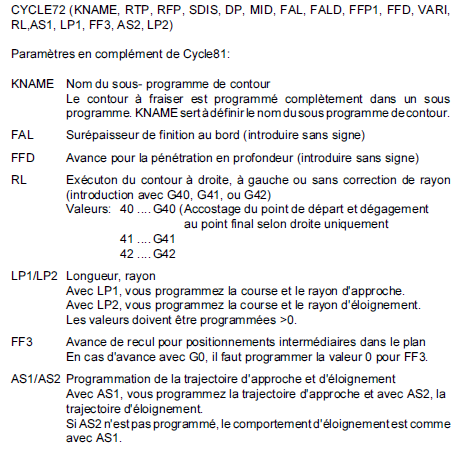 CYCLE72 (KNAME, RTP, RFP, SDIS, DP, MID, FAL, FALD, FFP1, FFD, VARI,
RL,AS1, LP1, FF3, AS2, LP2)
Paramètres en complément de Cycle81:
KNAME Nom du sous- programme de contour
Le contour à fraiser est programmé complètement dans un sous
programme. KNAME sert à définir le nom du sous programme de contour.
FAL Surépaisseur de finition au bord (introduire sans signe)
FFD Avance pour la pénétration en profondeur (introduire sans signe)
RL Exécuton du contour à droite, à gauche ou sans correction de rayon
(introduction avec G40, G41, ou G42)
Valeurs: 40 .... G40 (Accostage du point de départ et dégagement
au point final selon droite uniquement
41 .... G41
42 .... G42
LP1/LP2 Longueur, rayon
Avec LP1, vous programmez la course et le rayon d'approche.
Avec LP2, vous programmez la course et le rayon d'éloignement.
Les valeurs doivent être programmées >0.
FF3 Avance de recul pour positionnements intermédiaires dans le plan
En cas d'avance avec G0, il faut programmer la valeur 0 pour FF3.
AS1/AS2 Programmation de la trajectoire d'approche et d'éloignement
Avec AS1, vous programmez la trajectoire d'approche et avec AS2, la
trajectoire d'éloignement.
Si AS2 n'est pas programmé, le comportement d'éloignement est comme
avec AS1.